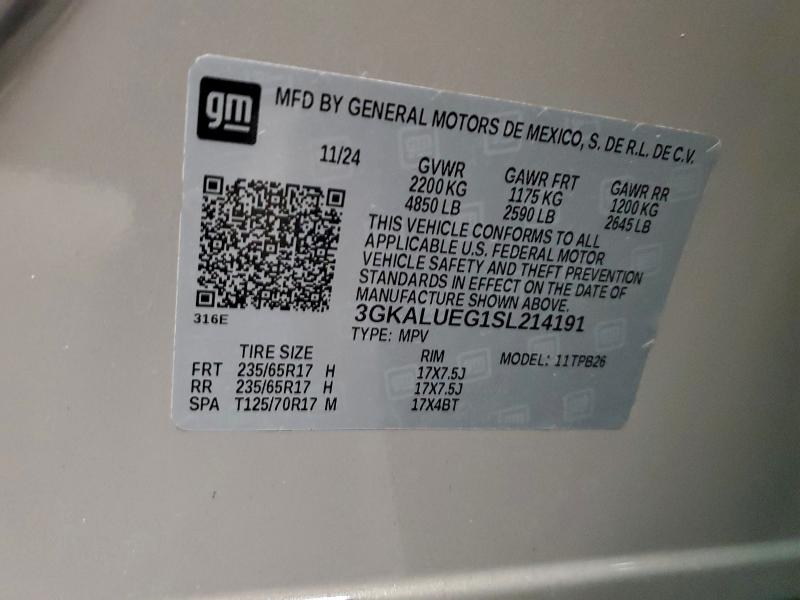 gm
MFD BY GENERAL MOTORS DE MEXICO, S. DE R.L. DE C.V.
11/24 GVWR GAWR FRT GAWR RR
2200 KG 1175 KG 1200 KG
4850 LB 2590 LB 2645 LB
THIS VEHICLE CONFORMS TO ALL
APPLICABLE U.S. FEDERAL MOTOR
VEHICLE SAFETY AND THEFT PREVENTION
STANDARDS IN EFFECT ON THE DATE OF
MANUFACTURE SHOWN ABOVE.
316E
3GKALUEG1SL214191
TYPE: MPV
TIRE SIZE RIM MODEL: 11TPB26
FRT 235/65R17 H 17X7.5J
RR 235/65R17 H 17X7.5J
SPA T125/70R17 M 17X4BT